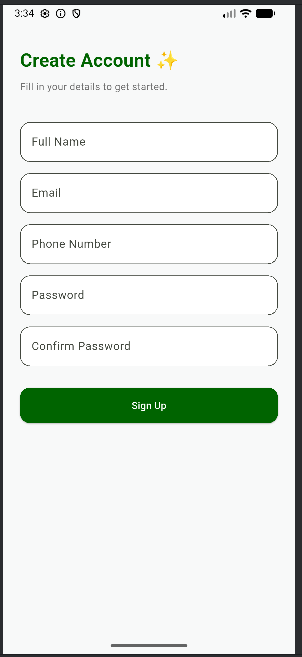 3:34
Create Account ✨
Fill in your details to get started.
Full Name
Email
Phone Number
Password
Confirm Password
Sign Up